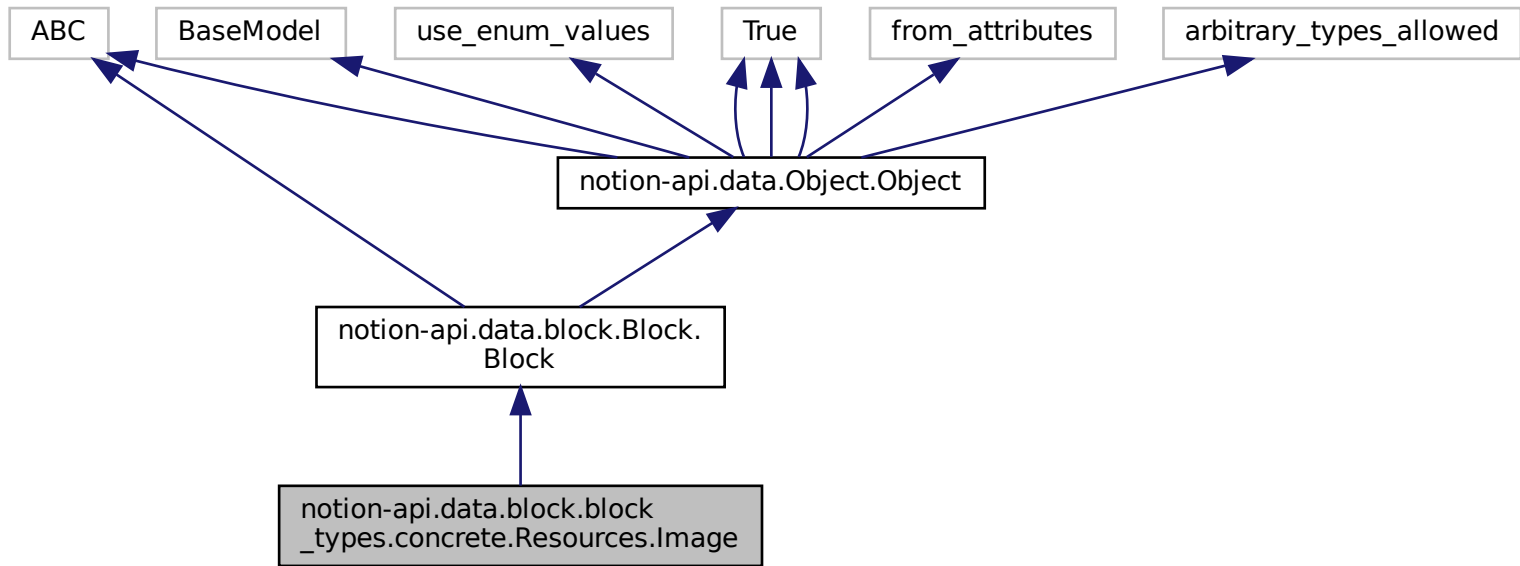 ABC
BaseModel
use_enum_values
True
from_attributes
arbitrary_types_allowed
notion-api.data.Object.Object
notion-api.data.block.Block.
Block
notion-api.data.block.block
_types.concrete.Resources.Image